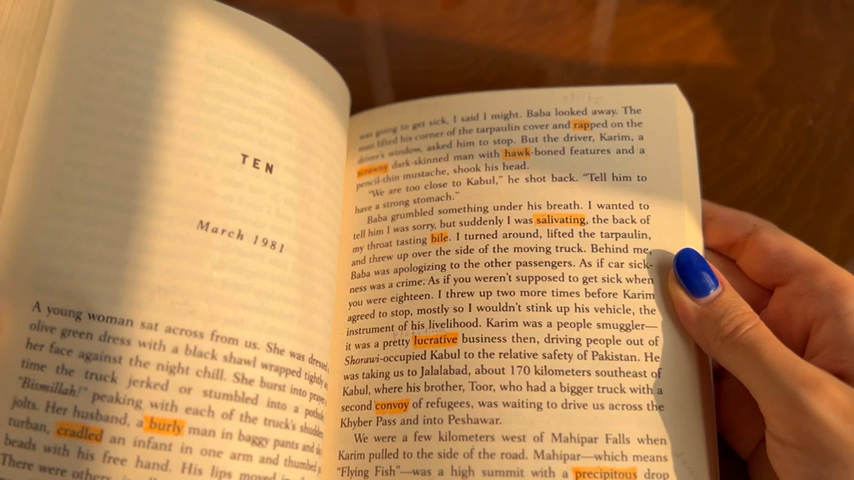 TEN
March 1981
A young woman sat across from us. She was dressed
olive green dress with a black shawl wrapped tightly
her face against the night chill. She burst into prayer
time the truck jerked or stumbled into a pothole
"Bismillah!" peaking with each of the truck's shudders
jolts. Her husband, a burly man in baggy pants and
turban, cradled an infant in one arm and thumbed
beads with his free hand. His lips moved in
There were others
was going to get sick, I said I might. Baba looked away. The
man lifted his corner of the tarpaulin cover and rapped on the
driver's window, asked him to stop. But the driver, Karim, a
scrawny dark-skinned man with hawk-boned features and a
pencil-thin mustache, shook his head.
"We are too close to Kabul," he shot back. "Tell him to
have a strong stomach."
Baba grumbled something under his breath. I wanted to
tell him I was sorry, but suddenly I was salivating, the back of
my throat tasting bile. I turned around, lifted the tarpaulin,
and threw up over the side of the moving truck. Behind me,
Baba was apologizing to the other passengers. As if car sick-
ness was a crime. As if you weren't supposed to get sick when
you were eighteen. I threw up two more times before Karim
agreed to stop, mostly so I wouldn't stink up his vehicle, the
instrument of his livelihood. Karim was a people smuggler—
it was a pretty lucrative business then, driving people out of
Shorawi-occupied Kabul to the relative safety of Pakistan. He
was taking us to Jalalabad, about 170 kilometers southeast of
Kabul, where his brother, Toor, who had a bigger truck with a
second convoy of refugees, was waiting to drive us across the
Khyber Pass and into Peshawar.
We were a few kilometers west of Mahipar Falls when
Karim pulled to the side of the road. Mahipar—which means
"Flying Fish"—was a high summit with a precipitous drop